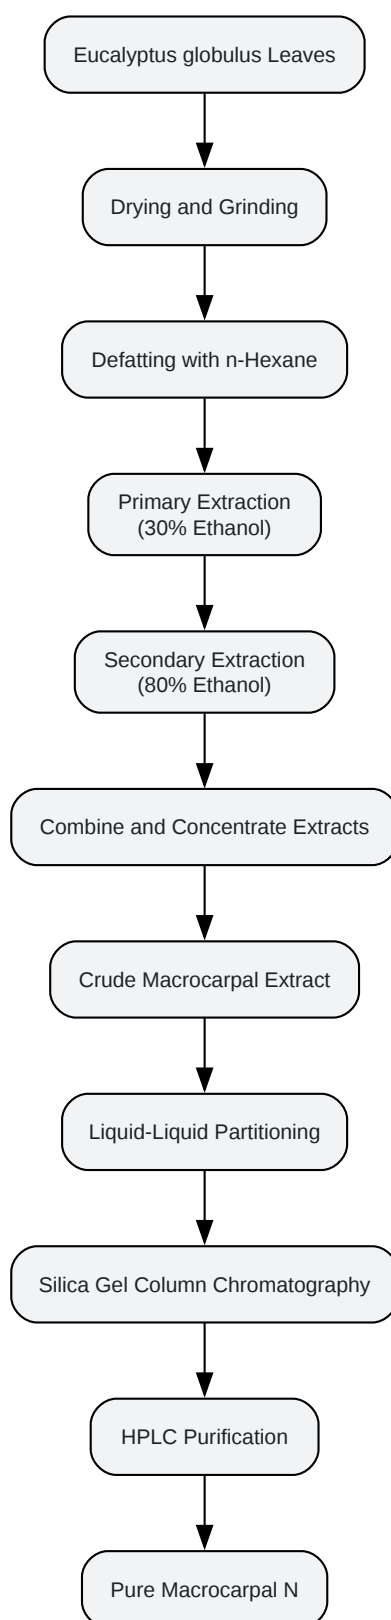 Eucalyptus globulus Leaves
Drying and Grinding
Defatting with n-Hexane
Primary Extraction
(30% Ethanol)
Secondary Extraction
(80% Ethanol)
Combine and Concentrate Extracts
Crude Macrocarpal Extract
Liquid-Liquid Partitioning
Silica Gel Column Chromatography
HPLC Purification
Pure Macrocarpal N